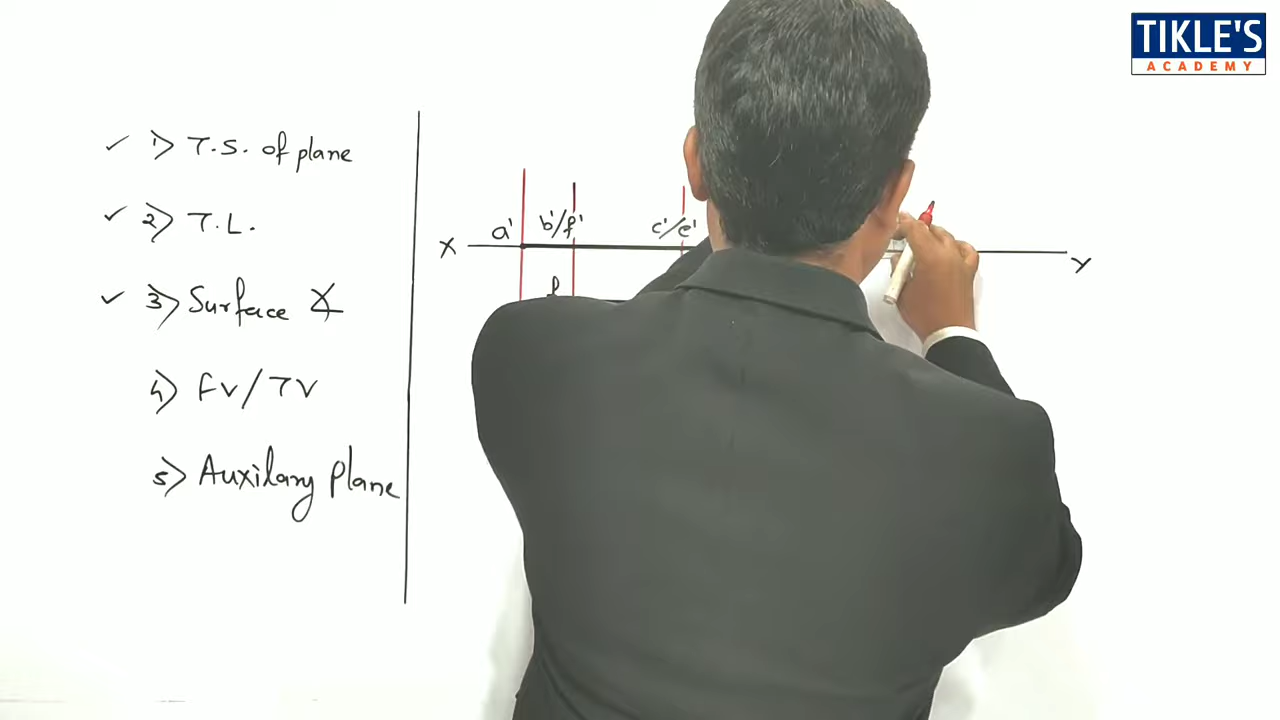 TIKLE'S
ACADEMY
1) T.S. of plane
2) T.L.
3) Surface ∡
4) FV/TV
5) Auxilary Plane
X a' b'/f' c'/e' Y
f